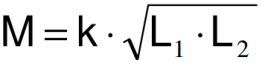 M = k · √L₁ · L₂